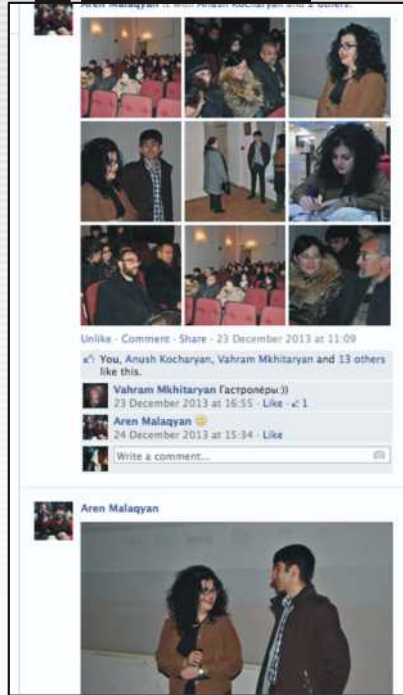 Aren Malaqyan is with Anush Kocharyan and 2 others.
Unlike · Comment · Share · 23 December 2013 at 11:09
You, Anush Kocharyan, Vahram Mkhitaryan and 13 others
like this.
Vahram Mkhitaryan Гастролёры:))
23 December 2013 at 16:55 · Like · 1
Aren Malaqyan
24 December 2013 at 15:34 · Like
Write a comment...
Aren Malaqyan